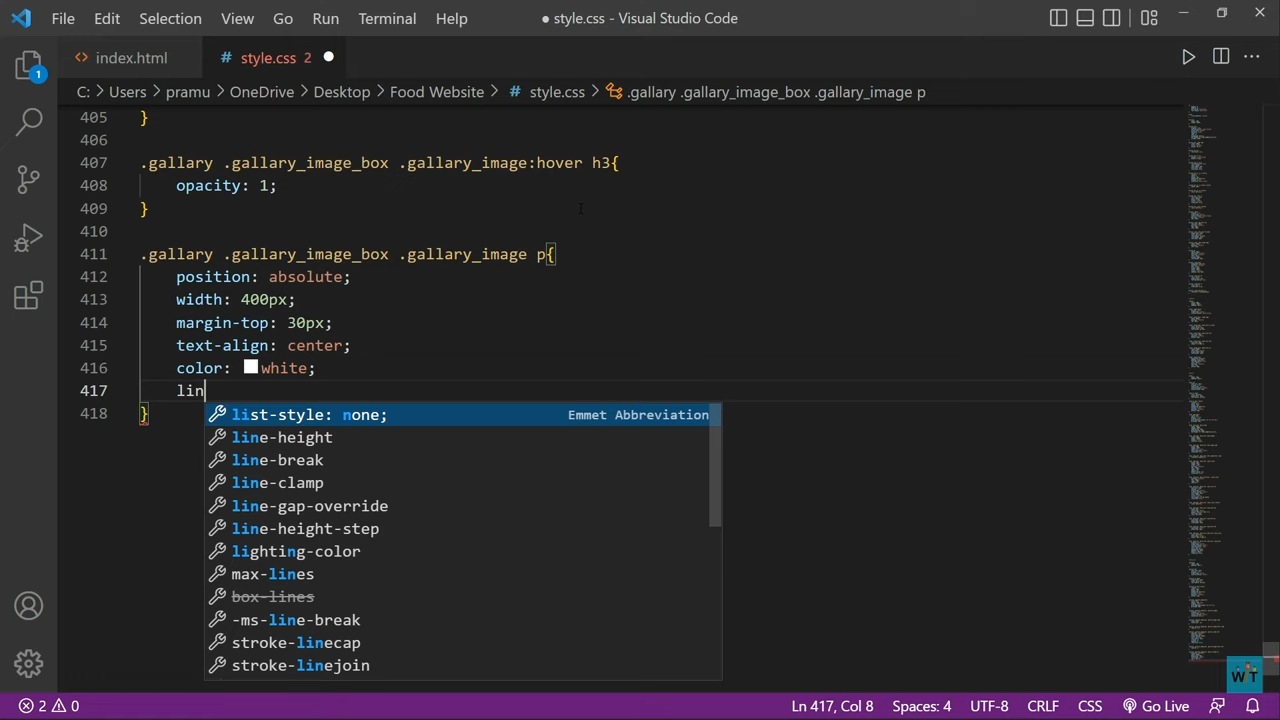 File Edit Selection View Go Run Terminal Help ● style.css - Visual Studio Code
index.html # style.css 2 ●
C: > Users > pramu > OneDrive > Desktop > Food Website > # style.css > .gallary .gallary_image_box .gallary_image p
405 }
406
407 .gallary .gallary_image_box .gallary_image:hover h3{
408 opacity: 1;
409 }
410
411 .gallary .gallary_image_box .gallary_image p{
412 position: absolute;
413 width: 400px;
414 margin-top: 30px;
415 text-align: center;
416 color: white;
417 lin
418 }
list-style: none; Emmet Abbreviation
line-height
line-break
line-clamp
line-gap-override
line-height-step
lighting-color
max-lines
box-lines
-ms-line-break
stroke-linecap
stroke-linejoin
1
WT
2 0 Ln 417, Col 8 Spaces: 4 UTF-8 CRLF CSS Go Live